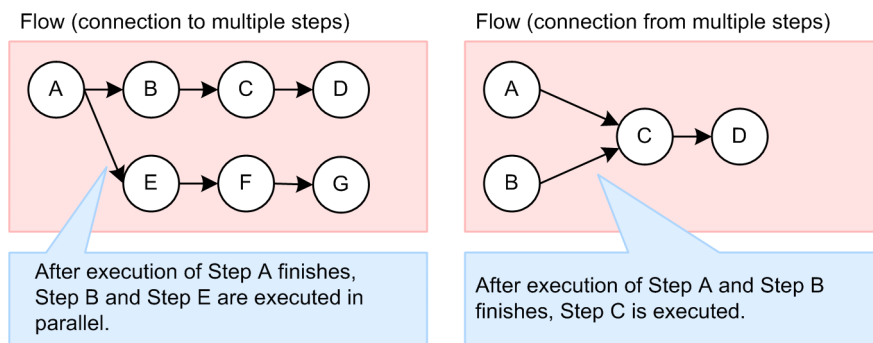 Flow (connection to multiple steps)
A
B
C
D
E
F
G
After execution of Step A finishes,
Step B and Step E are executed in
parallel.
Flow (connection from multiple steps)
A
B
C
D
After execution of Step A and Step B
finishes, Step C is executed.